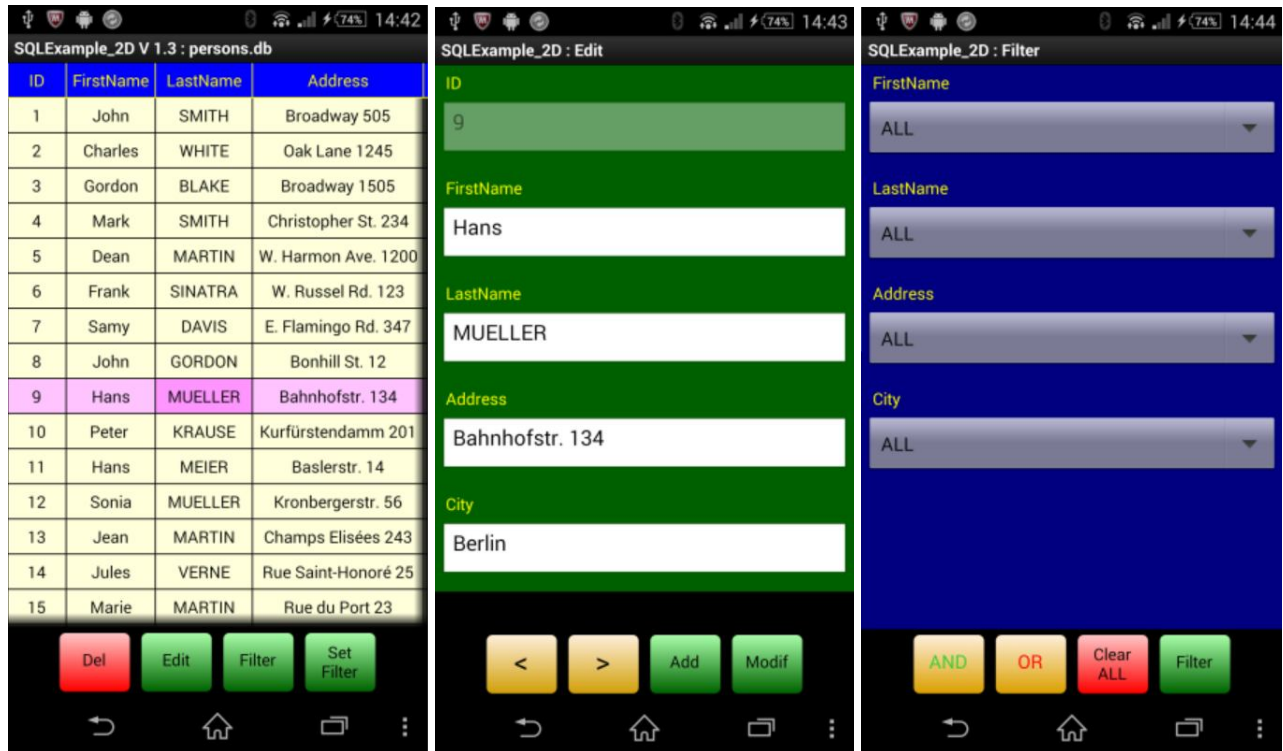 74% 14:42
SQLExample_2D V 1.3 : persons.db
ID FirstName LastName Address
1 John SMITH Broadway 505
2 Charles WHITE Oak Lane 1245
3 Gordon BLAKE Broadway 1505
4 Mark SMITH Christopher St. 234
5 Dean MARTIN W. Harmon Ave. 1200
6 Frank SINATRA W. Russel Rd. 123
7 Samy DAVIS E. Flamingo Rd. 347
8 John GORDON Bonhill St. 12
9 Hans MUELLER Bahnhofstr. 134
10 Peter KRAUSE Kurfürstendamm 201
11 Hans MEIER Baslerstr. 14
12 Sonia MUELLER Kronbergerstr. 56
13 Jean MARTIN Champs Elisées 243
14 Jules VERNE Rue Saint-Honoré 25
15 Marie MARTIN Rue du Port 23
Del Edit Filter Set Filter
74% 14:43
SQLExample_2D : Edit
ID
9
FirstName
Hans
LastName
MUELLER
Address
Bahnhofstr. 134
City
Berlin
< > Add Modif
74% 14:44
SQLExample_2D : Filter
FirstName
ALL
LastName
ALL
Address
ALL
City
ALL
AND OR Clear ALL Filter